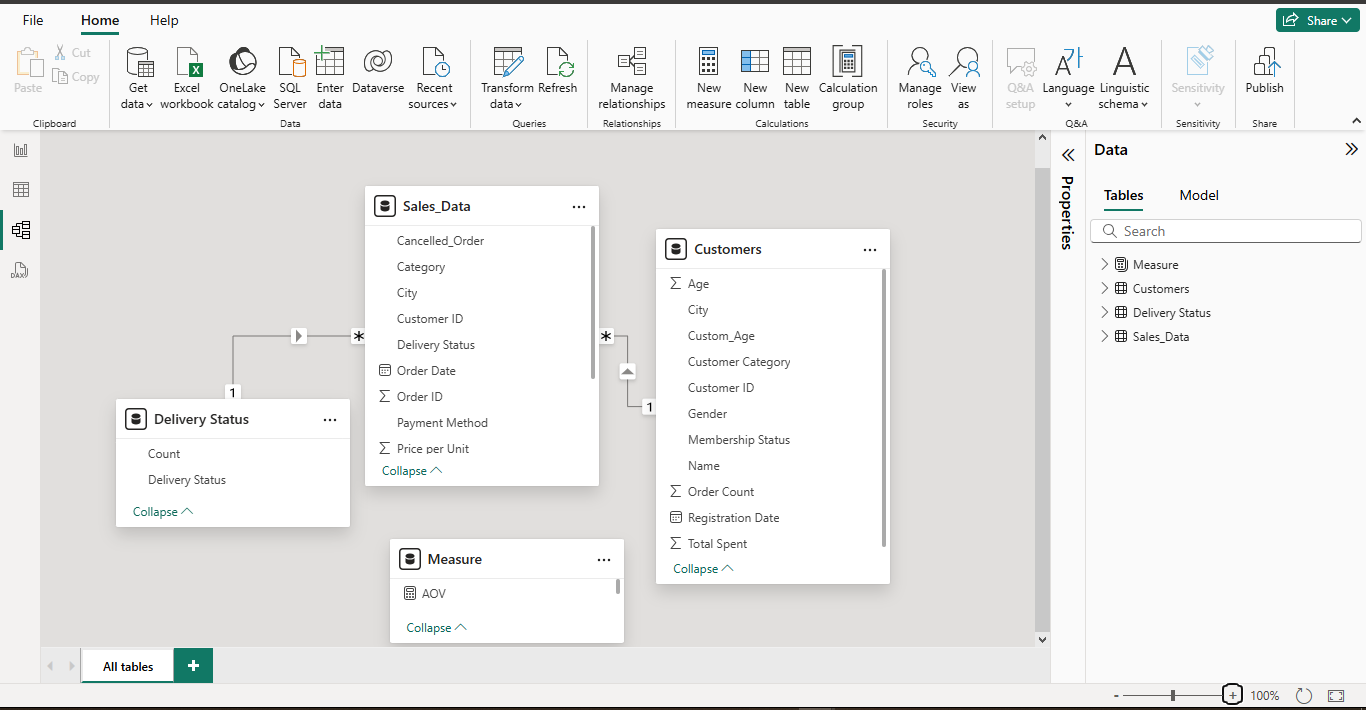 File Home Help
Share
Paste
Cut
Copy
Get data
Excel workbook
OneLake catalog
SQL Server
Enter data
Dataverse
Recent sources
Transform data
Refresh
Manage relationships
New measure
New column
New table
Calculation group
Manage roles
View as
Q&A setup
Language
Linguistic schema
Sensitivity
Publish
Clipboard
Data
Queries
Relationships
Calculations
Security
Q&A
Sensitivity
Share
Sales_Data
Cancelled_Order
Category
City
Customer ID
Delivery Status
Order Date
Order ID
Payment Method
Price per Unit
Collapse
*
1
Delivery Status
Count
Delivery Status
Collapse
*
1
Customers
Age
City
Custom_Age
Customer Category
Customer ID
Gender
Membership Status
Name
Order Count
Registration Date
Total Spent
Collapse
Measure
AOV
Collapse
Properties
Data
Tables Model
Search
Measure
Customers
Delivery Status
Sales_Data
All tables +
- + 100%
DAX